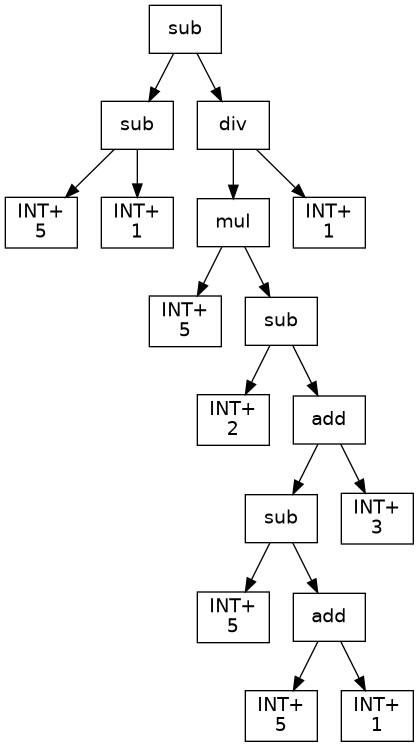 sub
sub
div
INT+
5
INT+
1
mul
INT+
1
INT+
5
sub
INT+
2
add
sub
INT+
3
INT+
5
add
INT+
5
INT+
1